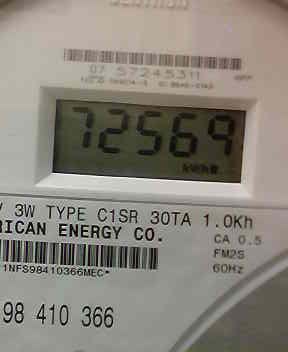 07 57245311
72569
kWh
V 3W TYPE C1SR 30TA 1.0Kh
RICAN ENERGY CO.
CA 0.5
FM2S
60Hz
1NFS98410366MEC*
98 410 366